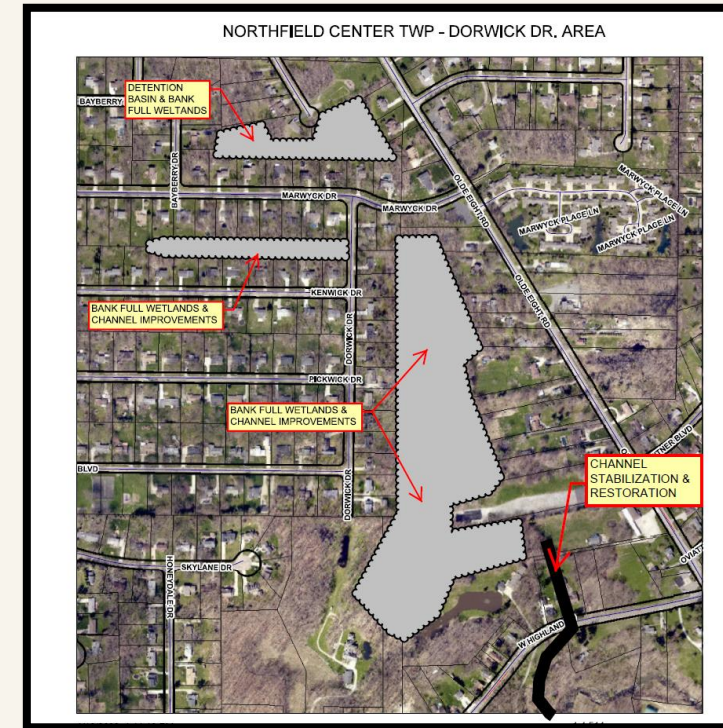 NORTHFIELD CENTER TWP - DORWICK DR. AREA
DETENTION
BASIN & BANK
FULL WELTANDS
BAYBERRY
BAYBERRY DR
OLDE EIGHT RD
MARWYCK DR
MARWYCK DR
MARWYCK PLACE LN
MARWYCK PLACE LN
MARWYCK PLACE LN
BANK FULL WETLANDS &
CHANNEL IMPROVEMENTS
KENWICK DR
DORWICK DR
OLDE EIGHT RD
PICKWICK DR
BANK FULL WETLANDS &
CHANNEL IMPROVEMENTS
BLVD
DORWICK DR
CHANNEL
STABILIZATION &
RESTORATION
SKYLANE DR
HONEYDALE DR
W HIGHLAND